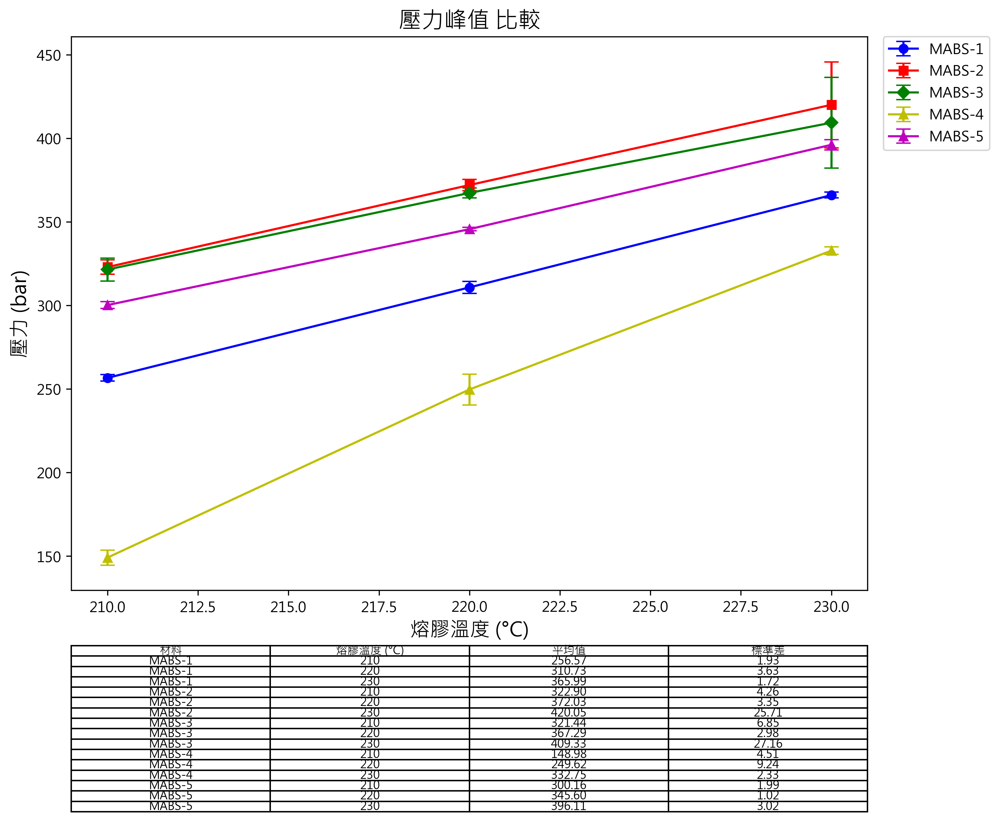 壓力峰值 比較
450
400
350
300
250
200
150
壓力 (bar)
MABS-1
MABS-2
MABS-3
MABS-4
MABS-5
210.0 212.5 215.0 217.5 220.0 222.5 225.0 227.5 230.0
熔膠溫度 (°C)
材料 熔膠溫度 (°C) 平均值 標準差
MABS-1 210 256.57 1.93
MABS-1 220 310.73 3.63
MABS-1 230 365.99 1.72
MABS-2 210 322.90 4.26
MABS-2 220 372.03 3.35
MABS-2 230 420.05 25.71
MABS-3 210 321.44 6.85
MABS-3 220 367.29 2.98
MABS-3 230 409.33 27.16
MABS-4 210 148.98 4.51
MABS-4 220 249.62 9.24
MABS-4 230 332.75 2.33
MABS-5 210 300.16 1.99
MABS-5 220 345.60 1.02
MABS-5 230 396.11 3.02